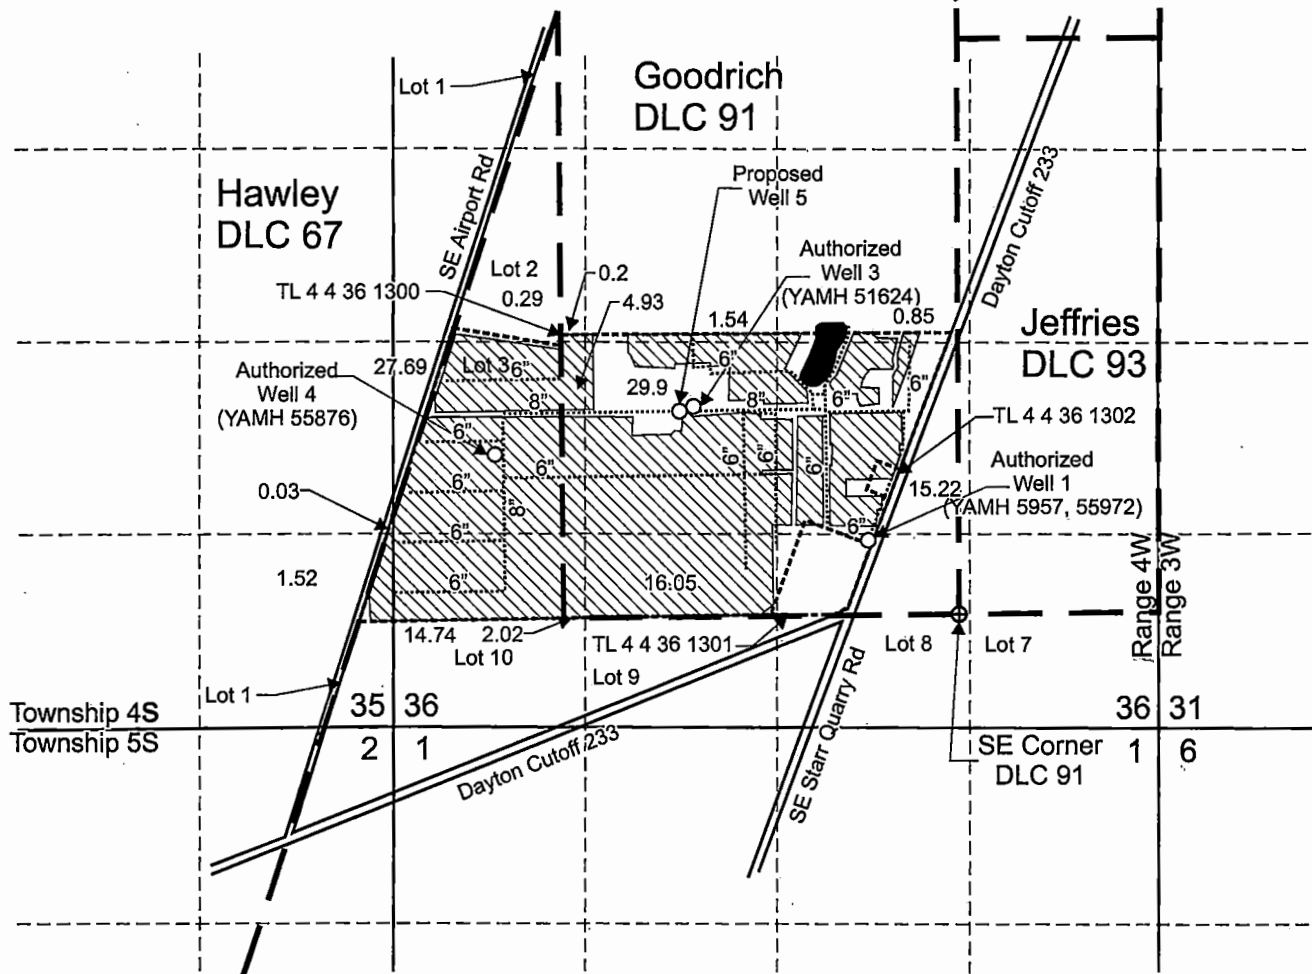 Goodrich
DLC 91
Lot 1
Hawley
DLC 67
SE Airport Rd
Proposed
Well 5
Dayton Cutoff 233
Authorized
Well 3
(YAMH 51624)
Lot 2
0.2
TL 4 4 36 1300
0.29
4.93
1.54
0.85
Jeffries
DLC 93
27.69
Lot 3
6"
Authorized
Well 4
(YAMH 55876)
29.9
6"
6"
8"
8"
6"
TL 4 4 36 1302
6"
6"
6"
6"
6"
Authorized
Well 1
(YAMH 5957, 55972)
15.22
0.03
6"
8"
6"
6"
1.52
6"
16.05
Range 4W
Range 3W
14.74
2.02
TL 4 4 36 1301
Lot 10
Lot 9
Lot 8
Lot 7
SE Starr Quarry Rd
Lot 1
Township 4S
35
36
36
31
Township 5S
2
1
1
6
Dayton Cutoff 233
SE Corner
DLC 91